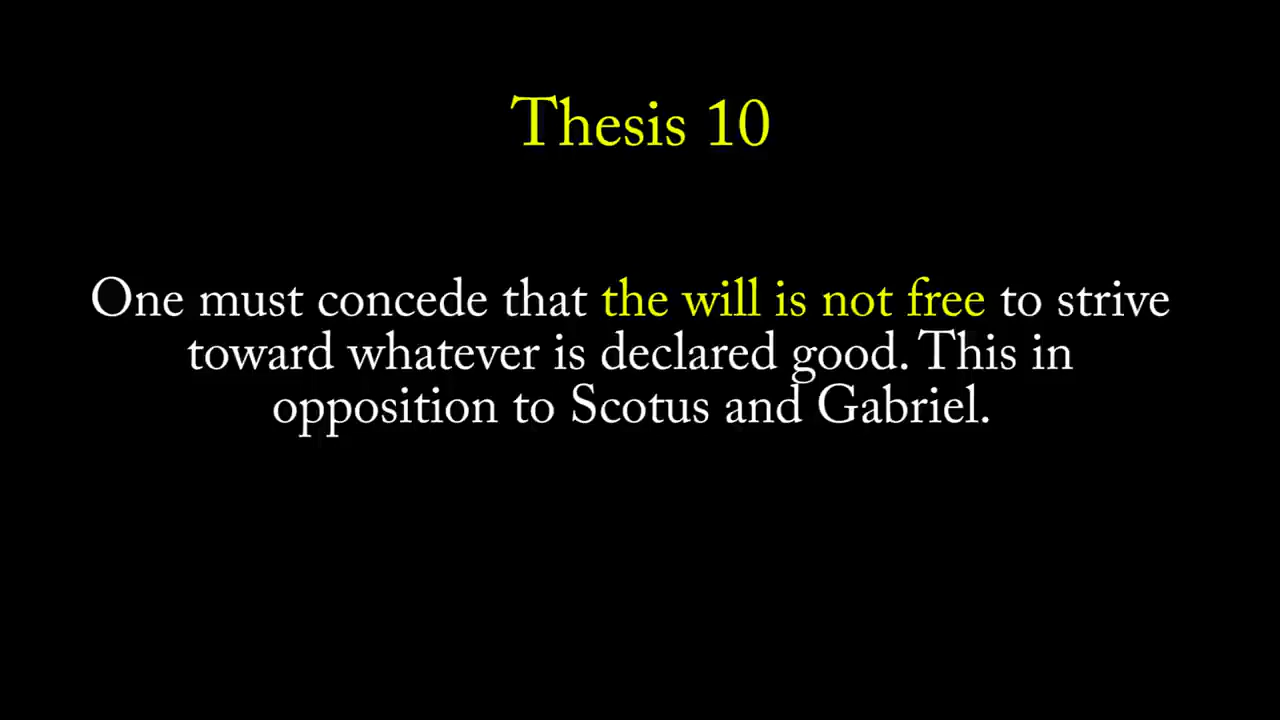 Thesis 10
One must concede that the will is not free to strive
toward whatever is declared good. This in
opposition to Scotus and Gabriel.